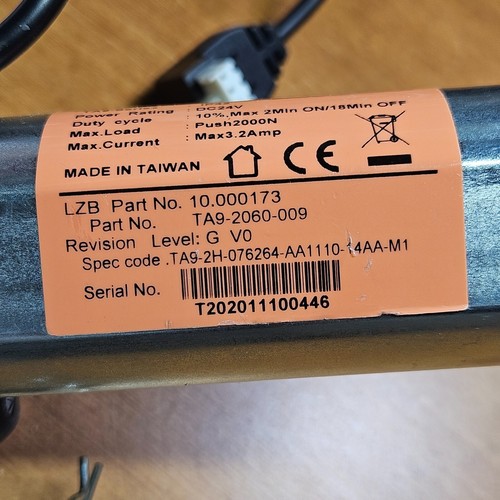 Power Rating : DC24V
Duty cycle : 10%,Max 2Min ON/18Min OFF
Max.Load : Push2000N
Max.Current : Max3.2Amp
MADE IN TAIWAN CE
LZB Part No. 10.000173
Part No. TA9-2060-009
Revision Level: G V0
Spec code .TA9-2H-076264-AA1110-14AA-M1
Serial No.
T202011100446